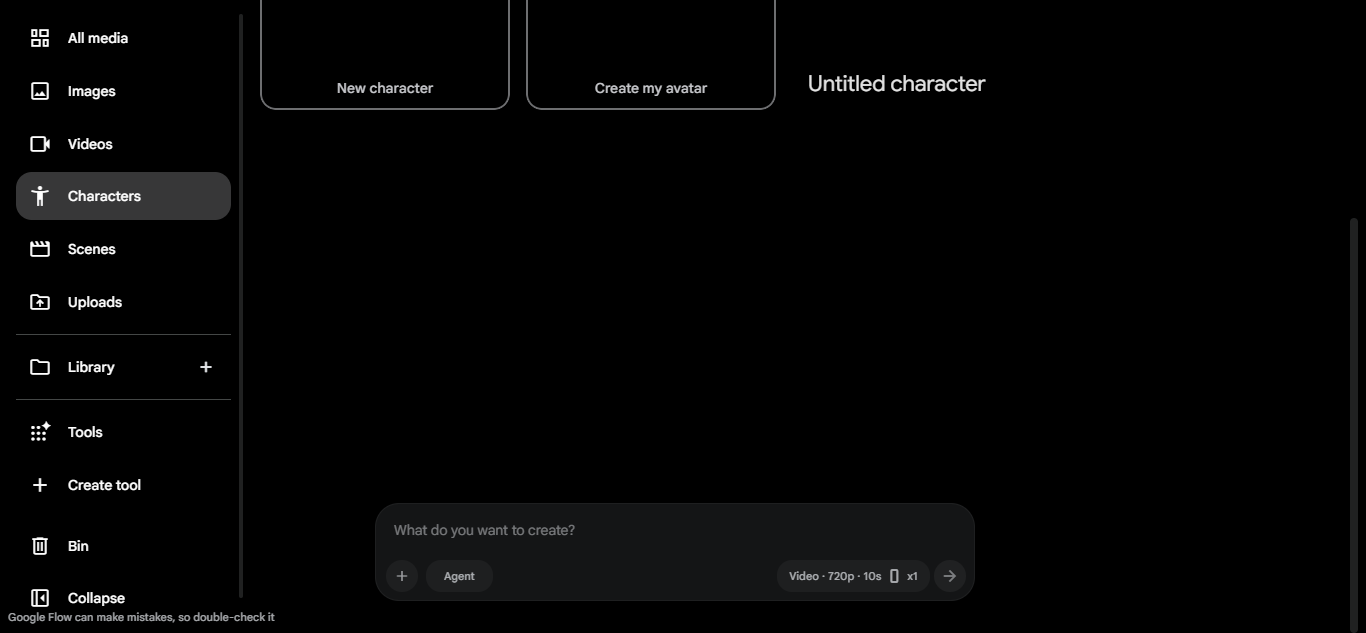 All media
Images
Videos
Characters
Scenes
Uploads
Library
Tools
Create tool
Bin
Collapse
Google Flow can make mistakes, so double-check it
New character
Create my avatar
Untitled character
What do you want to create?
Agent
Video · 720p · 10s x1